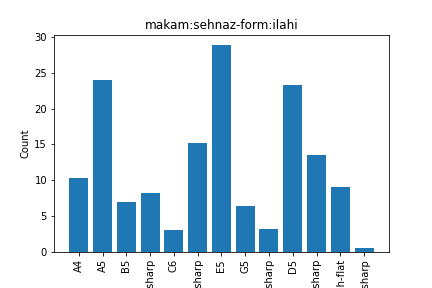 makam:sehnaz-form:ilahi
Count
30
25
20
15
10
5
0
A4
A5
B5
sharp
C6
sharp
E5
G5
sharp
D5
sharp
h-flat
sharp